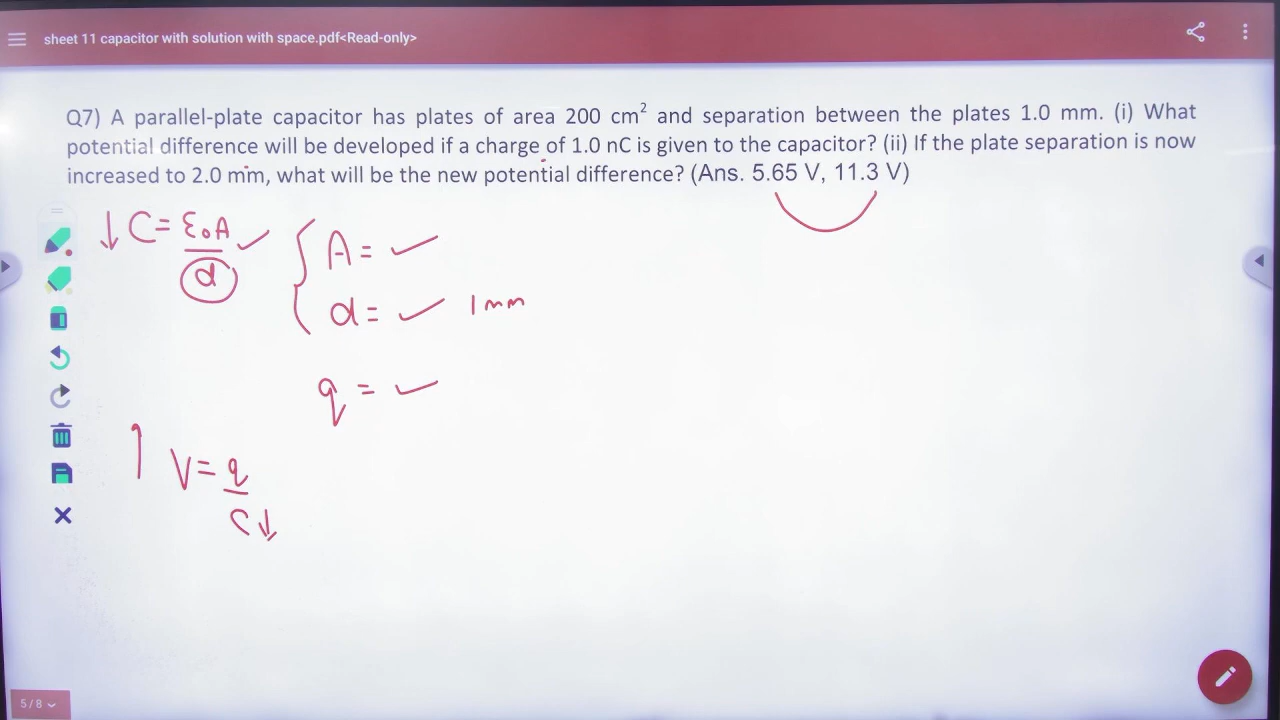 sheet 11 capacitor with solution with space.pdf<Read-only>
Q7) A parallel-plate capacitor has plates of area 200 cm² and separation between the plates 1.0 mm. (i) What
potential difference will be developed if a charge of 1.0 nC is given to the capacitor? (ii) If the plate separation is now
increased to 2.0 mm, what will be the new potential difference? (Ans. 5.65 V, 11.3 V)
↓ C = ε₀A / d ✓
A = ✓
d = ✓ 1mm
q = ✓
↑ V = q / C ↓
5 / 8